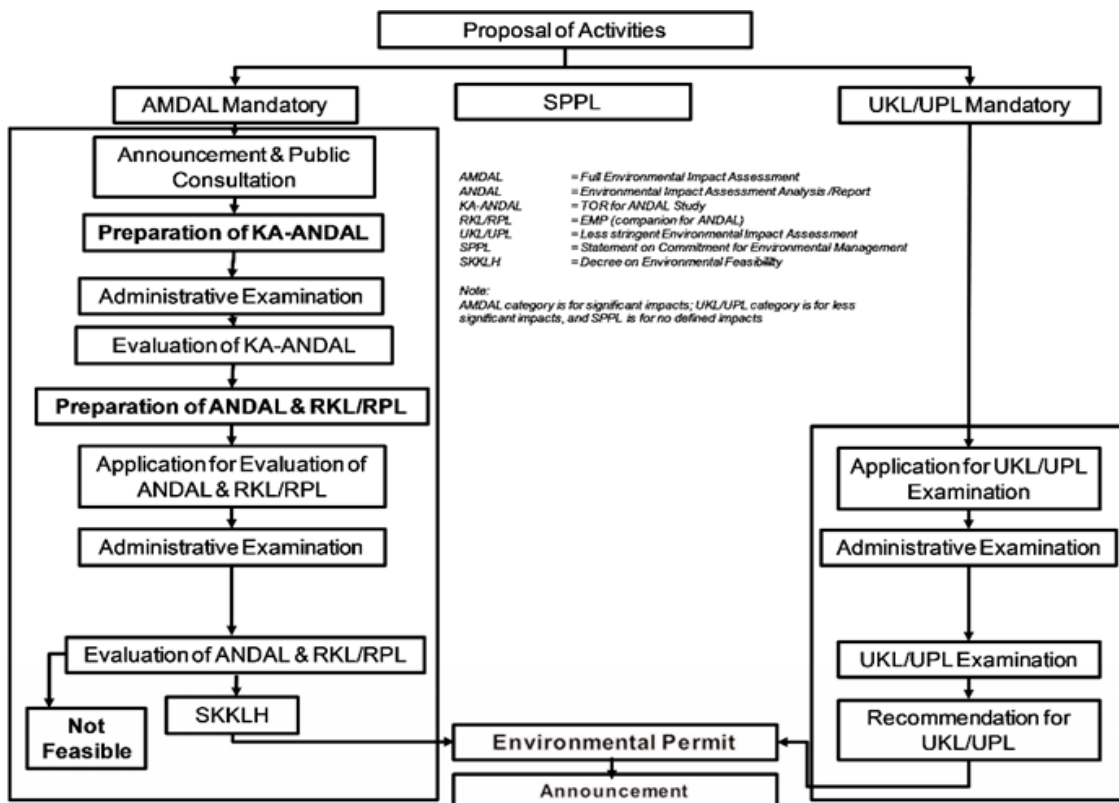 Proposal of Activities
AMDAL Mandatory
SPPL
UKL/UPL Mandatory
Announcement & Public
Consultation
Preparation of KA-ANDAL
Administrative Examination
Evaluation of KA-ANDAL
Preparation of ANDAL & RKL/RPL
Application for Evaluation of
ANDAL & RKL/RPL
Administrative Examination
Evaluation of ANDAL & RKL/RPL
Not
Feasible
SKKLH
AMDAL = Full Environmental Impact Assessment
ANDAL = Environmental Impact Assessment Analysis /Report
KA-ANDAL = TOR for ANDAL Study
RKL/RPL = EMP (companion for ANDAL)
UKL/UPL = Less stringent Environmental Impact Assessment
SPPL = Statement on Commitment for Environmental Management
SKKLH = Decree on Environmental Feasibility
Note:
AMDAL category is for significant impacts; UKL/UPL category is for less
significant impacts, and SPPL is for no defined impacts
Application for UKL/UPL
Examination
Administrative Examination
UKL/UPL Examination
Recommendation for
UKL/UPL
Environmental Permit
Announcement